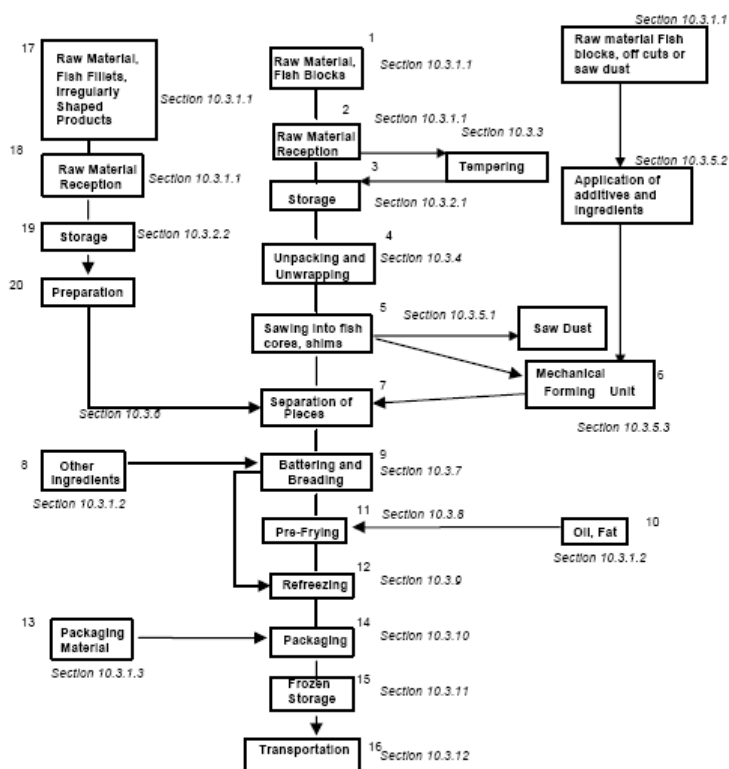 17
Raw Material,
Fish Fillets,
Irregularly
Shaped
Products
Section 10.3.1.1
18
Raw Material
Reception
Section 10.3.1.1
19
Storage
Section 10.3.2.2
20
Preparation
Section 10.3.6
1
Raw Material,
Fish Blocks
Section 10.3.1.1
2
Section 10.3.1.1
Raw Material
Reception
Section 10.3.3
Tempering
3
Storage
Section 10.3.2.1
4
Unpacking and
Unwrapping
Section 10.3.4
5
Section 10.3.5.1
Sawing into fish
cores, shims
Saw Dust
Section 10.3.1.1
Raw material Fish
blocks, off cuts or
saw dust
Section 10.3.5.2
Application of
additives and
ingredients
Mechanical
Forming Unit
6
Section 10.3.5.3
7
Separation of
Pieces
8
Other
Ingredients
Section 10.3.1.2
9
Battering and
Breading
Section 10.3.7
11
Section 10.3.8
Pre-Frying
10
Oil, Fat
Section 10.3.1.2
12
Refreezing
Section 10.3.9
13
Packaging
Material
Section 10.3.1.3
14
Packaging
Section 10.3.10
15
Frozen
Storage
Section 10.3.11
16
Transportation
Section 10.3.12